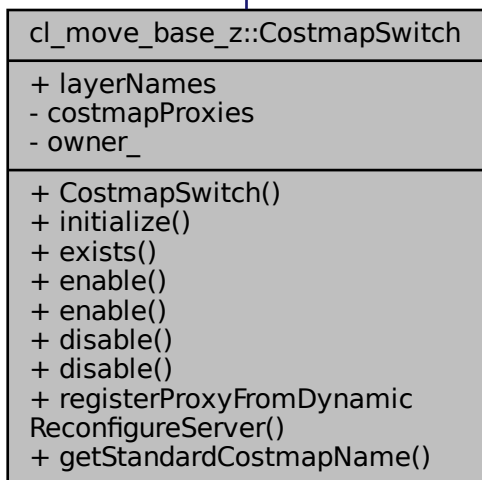 cl_move_base_z::CostmapSwitch
+ layerNames
- costmapProxies
- owner_
+ CostmapSwitch()
+ initialize()
+ exists()
+ enable()
+ enable()
+ disable()
+ disable()
+ registerProxyFromDynamic
ReconfigureServer()
+ getStandardCostmapName()